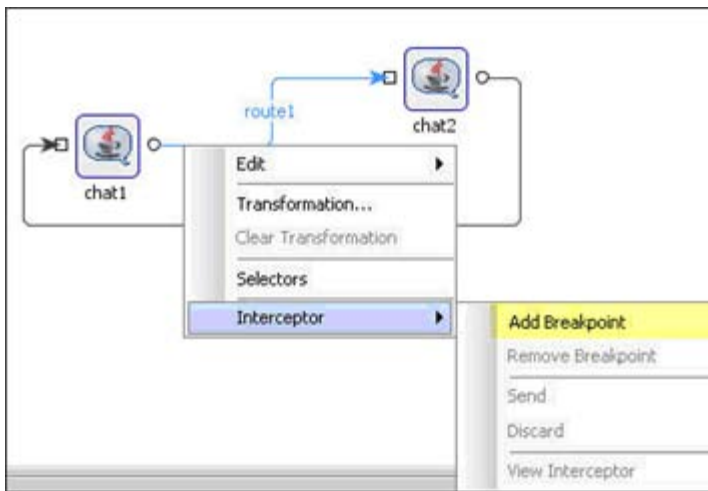 route1
chat2
chat1
Edit
Transformation...
Clear Transformation
Selectors
Interceptor
Add Breakpoint
Remove Breakpoint
Send
Discard
View Interceptor